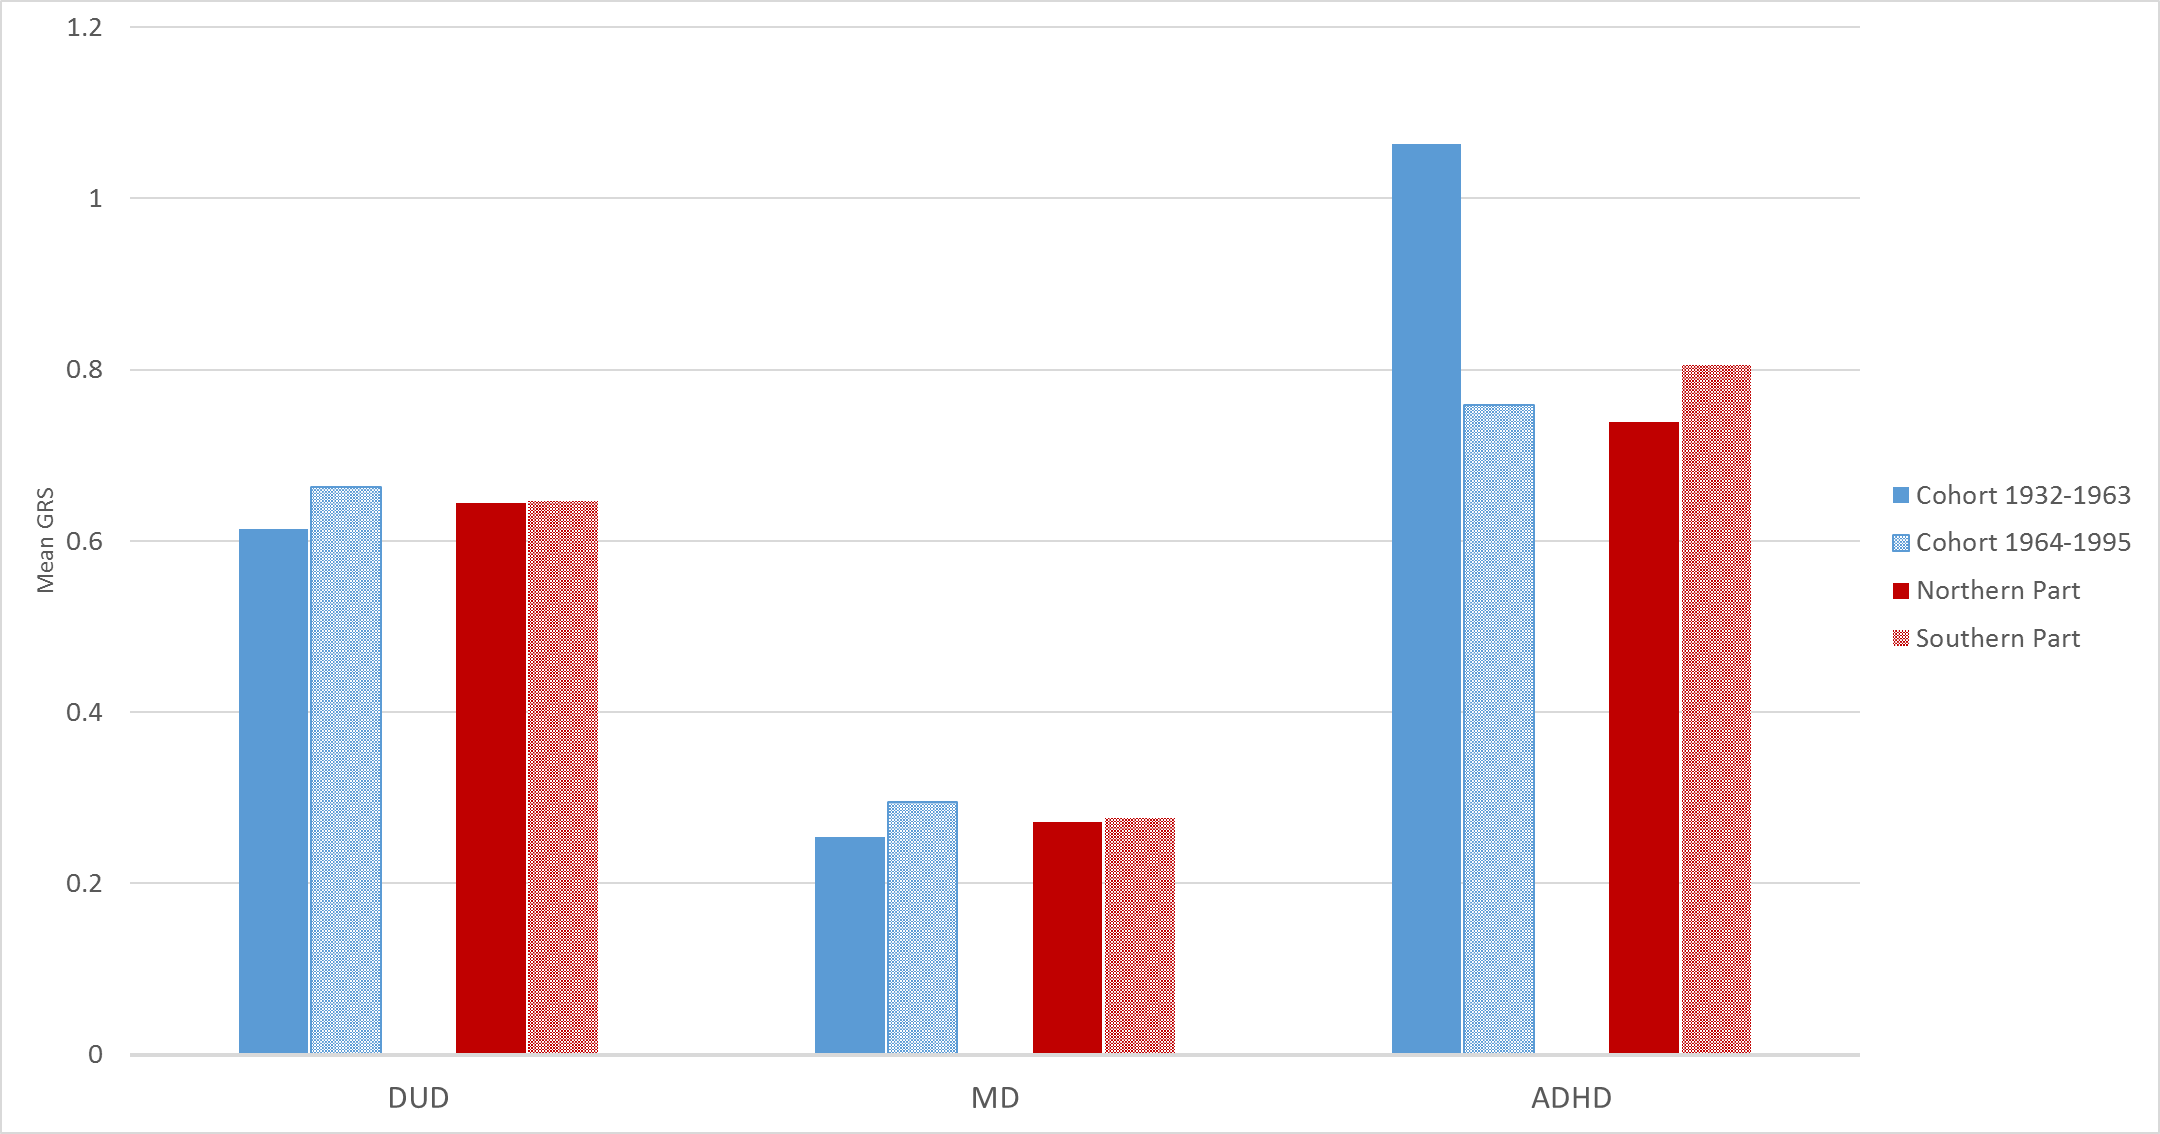 1.2
1
0.8
0.6
0.4
0.2
0
Mean GRS
DUD
MD
ADHD
Cohort 1932-1963
Cohort 1964-1995
Northern Part
Southern Part